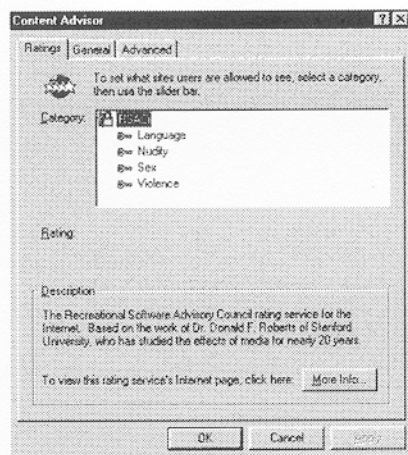 Content Advisor
Ratings General Advanced
To set what sites users are allowed to see, select a category,
then use the slider bar.
Category:
RSACi
Language
Nudity
Sex
Violence
Rating:
Description
The Recreational Software Advisory Council rating service for the
Internet. Based on the work of Dr. Donald F. Roberts of Stanford
University, who has studied the effects of media for nearly 20 years.
To view this rating service's Internet page, click here: More Info...
OK Cancel Apply